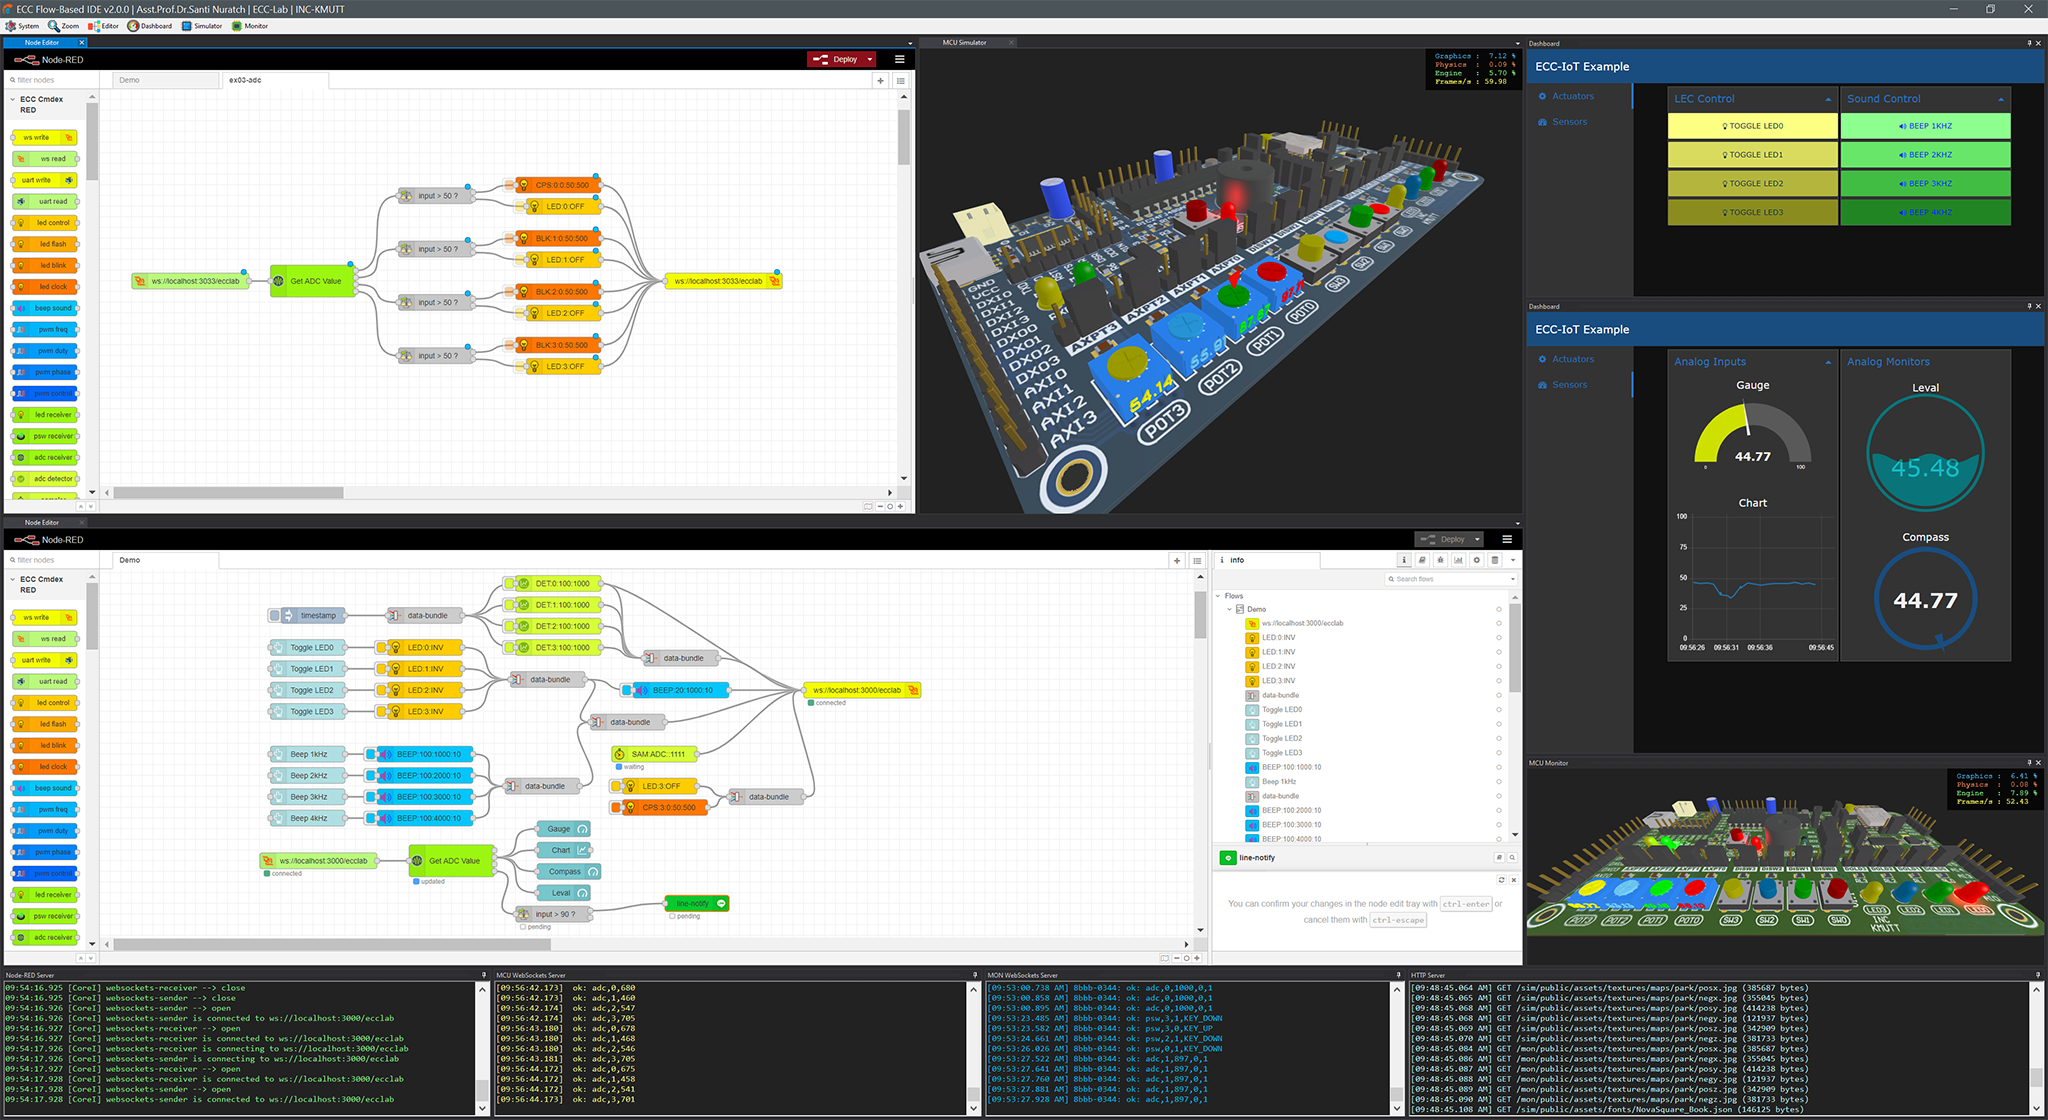 ECC Flow-Based IDE v2.0.0 | Asst.Prof.Dr.Santi Nuratch | ECC-Lab | INC-KMUTT
System Zoom Editor Dashboard Simulator Monitor
Node Editor
Node-RED
Deploy
filter nodes
Demo
ex03-adc
ECC Cmdex RED
ws write
ws read
uart write
uart read
led control
led flash
led blink
led clock
beep sound
pwm freq
pwm duty
pwm phase
pwm control
led receiver
psw receiver
adc receiver
adc detector
ws://localhost:3033/ecclab
Get ADC Value
input > 50 ?
input > 50 ?
input > 50 ?
input > 50 ?
CPS:0:0:50:500
LED:0:OFF
BLK:1:0:50:500
LED:1:OFF
BLK:2:0:50:500
LED:2:OFF
BLK:3:0:50:500
LED:3:OFF
ws://localhost:3033/ecclab
MCU Simulator
Graphics : 7.12 %
Physics : 0.09 %
Engine : 5.70 %
Frames/s : 59.98
GND
VCC
DXI0
DXI1
DXI2
DXI3
DXO0
DXO1
DXO2
DXO3
AXI0
AXI1
AXI2
AXI3
AXPT3
AXPT2
AXPT1
AXPT0
54.14
POT3
POT2
POT1
POT0
SW3
SW2
Dashboard
ECC-IoT Example
Actuators
Sensors
LEC Control
TOGGLE LED0
TOGGLE LED1
TOGGLE LED2
TOGGLE LED3
Sound Control
BEEP 1KHZ
BEEP 2KHZ
BEEP 3KHZ
BEEP 4KHZ
Dashboard
ECC-IoT Example
Actuators
Sensors
Analog Inputs
Gauge
44.77
0
100
Chart
100
75
50
25
0
09:56:26 09:56:31 09:56:36 09:56:45
Analog Monitors
Leval
45.48
Compass
44.77
Node Editor
Node-RED
Deploy
filter nodes
Demo
ECC Cmdex RED
ws write
ws read
uart write
uart read
led control
led flash
led blink
led clock
beep sound
pwm freq
pwm duty
pwm phase
pwm control
led receiver
psw receiver
adc receiver
timestamp
data-bundle
DET:0:100:1000
DET:1:100:1000
DET:2:100:1000
DET:3:100:1000
data-bundle
Toggle LED0
LED:0:INV
Toggle LED1
LED:1:INV
Toggle LED2
LED:2:INV
Toggle LED3
LED:3:INV
data-bundle
BEEP:20:1000:10
data-bundle
ws://localhost:3000/ecclab
connected
SAM:ADC::1111
waiting
Beep 1kHz
BEEP:100:1000:10
Beep 2kHz
BEEP:100:2000:10
Beep 3kHz
BEEP:100:3000:10
Beep 4kHz
BEEP:100:4000:10
data-bundle
LED:3:OFF
CPS:3:0:50:500
data-bundle
ws://localhost:3000/ecclab
connected
Get ADC Value
updated
Gauge
Chart
Compass
Leval
input > 90 ?
pending
line-notify
pending
info
Search flows
Flows
Demo
ws://localhost:3000/ecclab
LED:0:INV
LED:1:INV
LED:2:INV
LED:3:INV
data-bundle
Toggle LED0
Toggle LED1
Toggle LED2
Toggle LED3
BEEP:100:1000:10
Beep 1kHz
data-bundle
BEEP:100:2000:10
BEEP:100:3000:10
BEEP:100:4000:10
line-notify
You can confirm your changes in the node edit tray with ctrl-enter or
cancel them with ctrl-escape
MCU Monitor
Graphics : 6.41 %
Physics : 0.08 %
Engine : 7.89 %
Frames/s : 52.43
POT3
POT2
POT1
POT0
SW3
SW2
SW1
SW0
LED3
LED2
LED1
INC
KMUTT
Node-RED Server
09:54:16.925 [CoreI] websockets-receiver --> close
09:54:16.925 [CoreI] websockets-sender --> close
09:54:16.926 [CoreI] websockets-sender --> open
09:54:16.926 [CoreI] websockets-sender is connected to ws://localhost:3000/ecclab
09:54:16.927 [CoreI] websockets-receiver --> open
09:54:16.927 [CoreI] websockets-receiver is connected to ws://localhost:3000/ecclab
09:54:17.926 [CoreI] websockets-receiver is connecting to ws://localhost:3000/ecclab
09:54:17.926 [CoreI] websockets-sender is connecting to ws://localhost:3000/ecclab
09:54:17.927 [CoreI] websockets-receiver --> open
09:54:17.928 [CoreI] websockets-receiver is connected to ws://localhost:3000/ecclab
09:54:17.928 [CoreI] websockets-sender --> open
09:54:17.928 [CoreI] websockets-sender is connected to ws://localhost:3000/ecclab
MCU WebSockets Server
[09:56:42.173] ok: adc,0,680
[09:56:42.174] ok: adc,1,460
[09:56:42.174] ok: adc,2,547
[09:56:42.174] ok: adc,3,705
[09:56:43.180] ok: adc,0,678
[09:56:43.180] ok: adc,1,468
[09:56:43.180] ok: adc,2,546
[09:56:43.181] ok: adc,3,705
[09:56:44.172] ok: adc,0,675
[09:56:44.172] ok: adc,1,458
[09:56:44.172] ok: adc,2,541
[09:56:44.173] ok: adc,3,701
MON WebSockets Server
[09:53:00.738 AM] 8bbb-0344: ok: adc,0,1000,0,1
[09:53:00.858 AM] 8bbb-0344: ok: adc,0,1000,0,1
[09:53:00.895 AM] 8bbb-0344: ok: adc,0,1000,0,1
[09:53:23.485 AM] 8bbb-0344: ok: psw,3,1,KEY_DOWN
[09:53:23.582 AM] 8bbb-0344: ok: psw,3,0,KEY_UP
[09:53:24.661 AM] 8bbb-0344: ok: psw,2,1,KEY_DOWN
[09:53:26.026 AM] 8bbb-0344: ok: psw,0,1,KEY_DOWN
[09:53:27.522 AM] 8bbb-0344: ok: adc,1,897,0,1
[09:53:27.641 AM] 8bbb-0344: ok: adc,1,897,0,1
[09:53:27.760 AM] 8bbb-0344: ok: adc,1,897,0,1
[09:53:27.881 AM] 8bbb-0344: ok: adc,1,897,0,1
[09:53:27.928 AM] 8bbb-0344: ok: adc,1,897,0,1
HTTP Server
[09:48:45.064 AM] GET /sim/public/assets/textures/maps/park/posx.jpg (385687 bytes)
[09:48:45.065 AM] GET /sim/public/assets/textures/maps/park/negx.jpg (355045 bytes)
[09:48:45.068 AM] GET /sim/public/assets/textures/maps/park/posy.jpg (414238 bytes)
[09:48:45.068 AM] GET /sim/public/assets/textures/maps/park/negy.jpg (121937 bytes)
[09:48:45.069 AM] GET /sim/public/assets/textures/maps/park/posz.jpg (342909 bytes)
[09:48:45.070 AM] GET /sim/public/assets/textures/maps/park/negz.jpg (381733 bytes)
[09:48:45.084 AM] GET /mon/public/assets/textures/maps/park/posx.jpg (385687 bytes)
[09:48:45.086 AM] GET /mon/public/assets/textures/maps/park/negx.jpg (355045 bytes)
[09:48:45.087 AM] GET /mon/public/assets/textures/maps/park/posy.jpg (414238 bytes)
[09:48:45.088 AM] GET /mon/public/assets/textures/maps/park/negy.jpg (121937 bytes)
[09:48:45.089 AM] GET /mon/public/assets/textures/maps/park/posz.jpg (342909 bytes)
[09:48:45.090 AM] GET /mon/public/assets/textures/maps/park/negz.jpg (381733 bytes)
[09:48:45.108 AM] GET /sim/public/assets/fonts/NovaSquare_Book.json (146125 bytes)